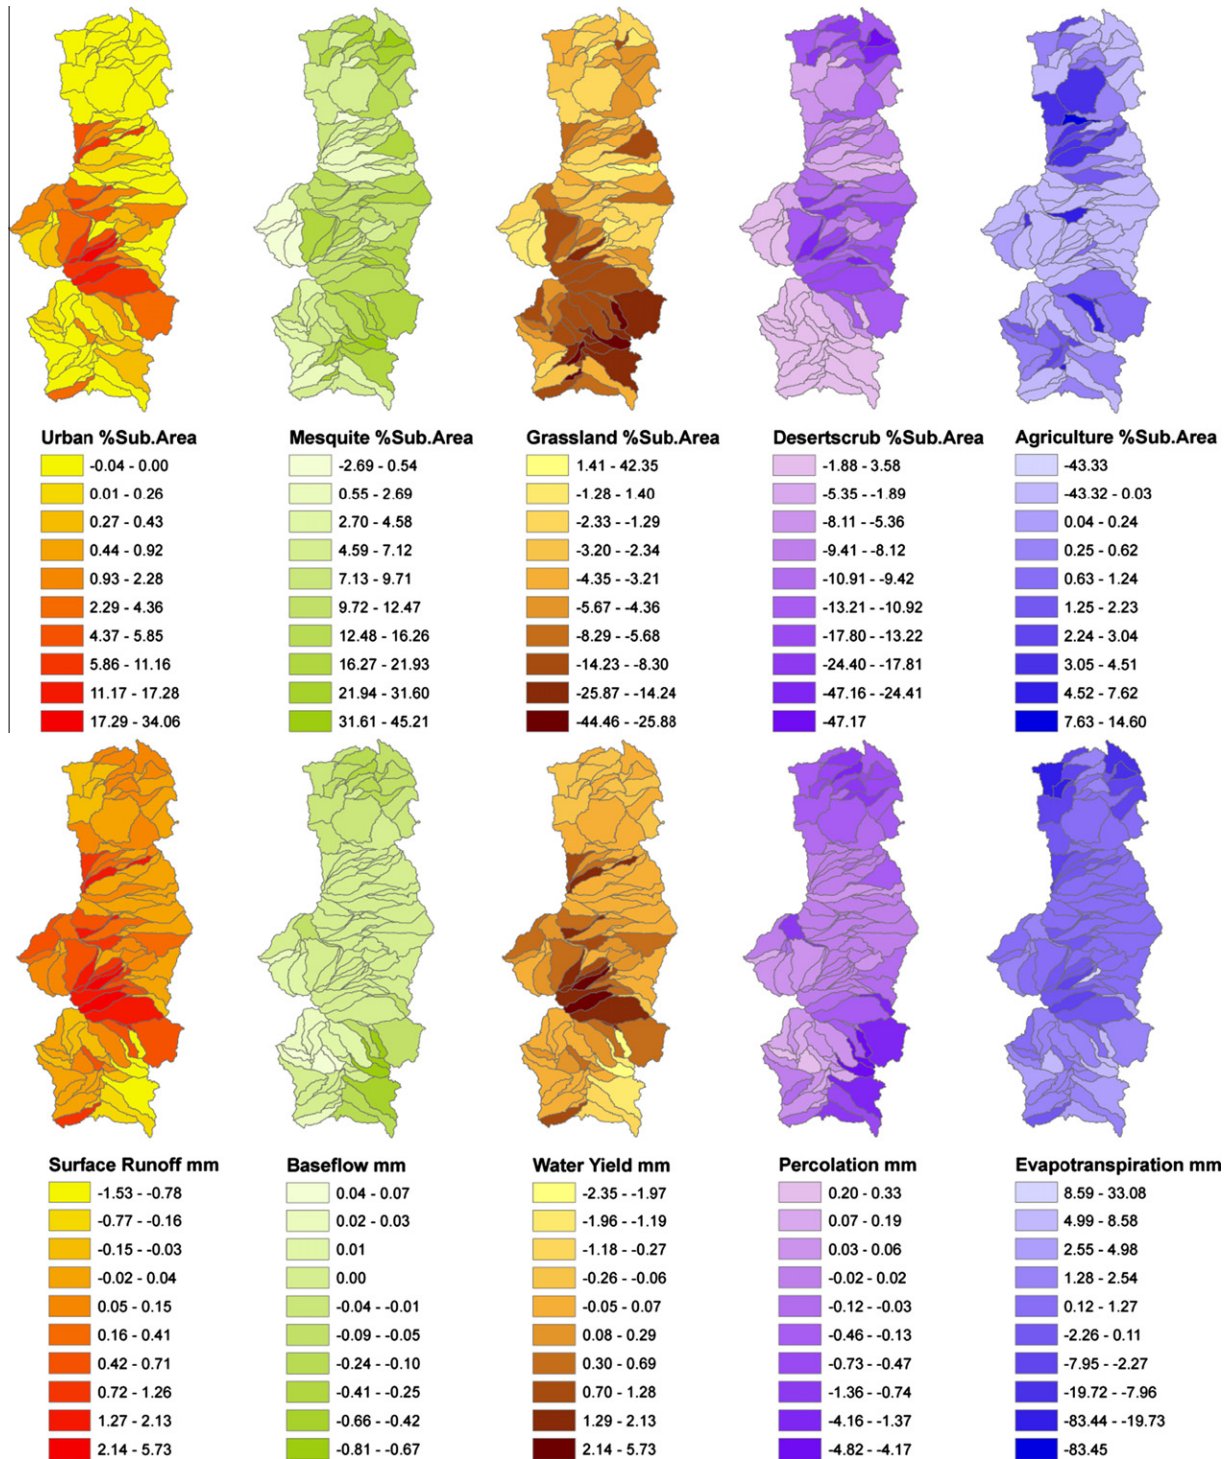 Urban %Sub.Area
-0.04 - 0.00
0.01 - 0.26
0.27 - 0.43
0.44 - 0.92
0.93 - 2.28
2.29 - 4.36
4.37 - 5.85
5.86 - 11.16
11.17 - 17.28
17.29 - 34.06
Mesquite %Sub.Area
-2.69 - 0.54
0.55 - 2.69
2.70 - 4.58
4.59 - 7.12
7.13 - 9.71
9.72 - 12.47
12.48 - 16.26
16.27 - 21.93
21.94 - 31.60
31.61 - 45.21
Grassland %Sub.Area
1.41 - 42.35
-1.28 - 1.40
-2.33 - -1.29
-3.20 - -2.34
-4.35 - -3.21
-5.67 - -4.36
-8.29 - -5.68
-14.23 - -8.30
-25.87 - -14.24
-44.46 - -25.88
Desertscrub %Sub.Area
-1.88 - 3.58
-5.35 - -1.89
-8.11 - -5.36
-9.41 - -8.12
-10.91 - -9.42
-13.21 - -10.92
-17.80 - -13.22
-24.40 - -17.81
-47.16 - -24.41
-47.17
Agriculture %Sub.Area
-43.33
-43.32 - 0.03
0.04 - 0.24
0.25 - 0.62
0.63 - 1.24
1.25 - 2.23
2.24 - 3.04
3.05 - 4.51
4.52 - 7.62
7.63 - 14.60
Surface Runoff mm
-1.53 - -0.78
-0.77 - -0.16
-0.15 - -0.03
-0.02 - 0.04
0.05 - 0.15
0.16 - 0.41
0.42 - 0.71
0.72 - 1.26
1.27 - 2.13
2.14 - 5.73
Baseflow mm
0.04 - 0.07
0.02 - 0.03
0.01
0.00
-0.04 - -0.01
-0.09 - -0.05
-0.24 - -0.10
-0.41 - -0.25
-0.66 - -0.42
-0.81 - -0.67
Water Yield mm
-2.35 - -1.97
-1.96 - -1.19
-1.18 - -0.27
-0.26 - -0.06
-0.05 - 0.07
0.08 - 0.29
0.30 - 0.69
0.70 - 1.28
1.29 - 2.13
2.14 - 5.73
Percolation mm
0.20 - 0.33
0.07 - 0.19
0.03 - 0.06
-0.02 - 0.02
-0.12 - -0.03
-0.46 - -0.13
-0.73 - -0.47
-1.36 - -0.74
-4.16 - -1.37
-4.82 - -4.17
Evapotranspiration mm
8.59 - 33.08
4.99 - 8.58
2.55 - 4.98
1.28 - 2.54
0.12 - 1.27
-2.26 - 0.11
-7.95 - -2.27
-19.72 - -7.96
-83.44 - -19.73
-83.45